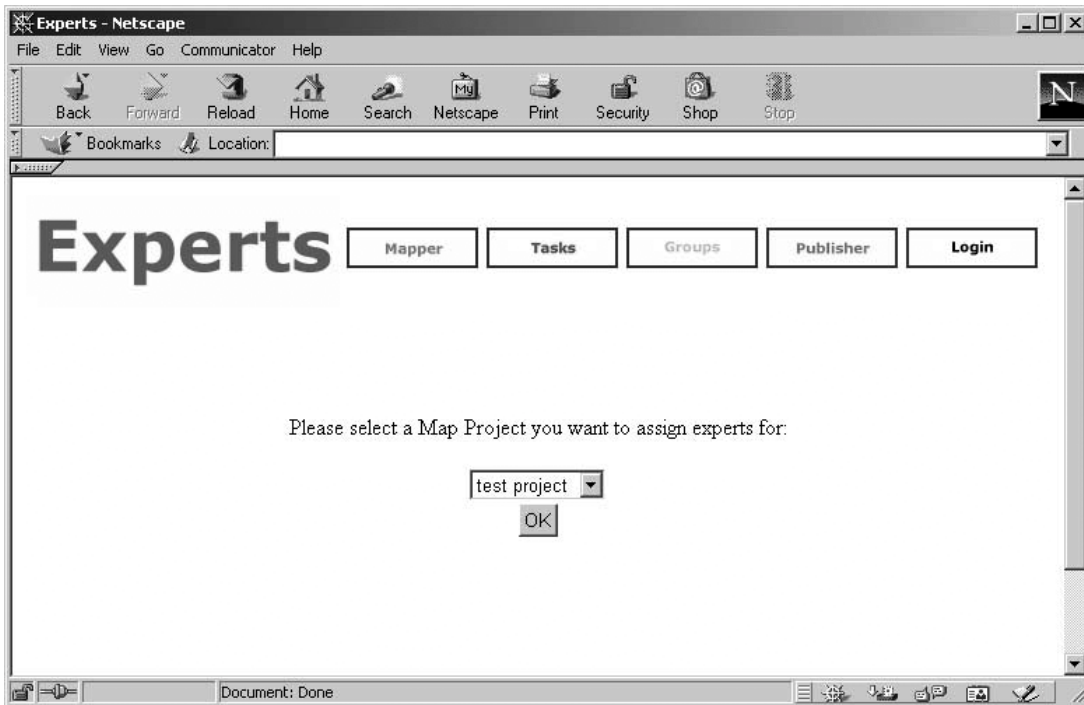 Experts - Netscape
File Edit View Go Communicator Help
My
N
Back Forward Reload Home Search Netscape Print Security Shop Stop
Bookmarks Location:
Experts Mapper Tasks Groups Publisher Login
Please select a Map Project you want to assign experts for:
test project
OK
Document: Done